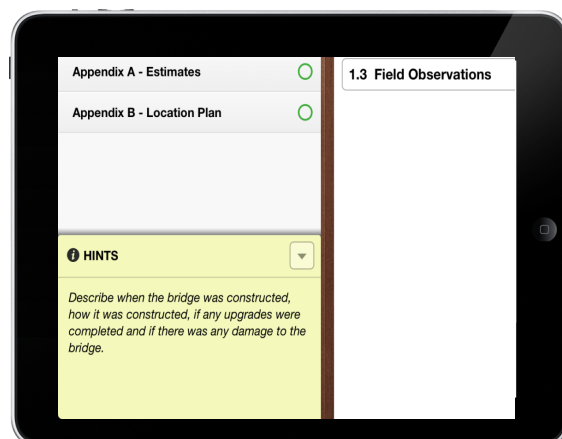 Appendix A - Estimates
Appendix B - Location Plan
HINTS
Describe when the bridge was constructed,
how it was constructed, if any upgrades were
completed and if there was any damage to the
bridge.
1.3 Field Observations